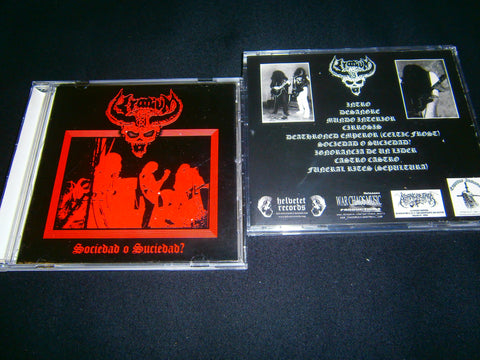 Cranium
Sociedad o Suciedad?
INTRO
DESANGRE
MUNDO INTERIOR
CIRROSIS
DEATHRONED EMPEROR (CELTIC FROST)
SOCIEDAD O SUCIEDAD?
IGNORANCIA DE UN LIDER
CASTRO CASTRO
FUNERAL RITES (SEPULTURA)
helvetet
records
WAR CHAOS MUSIC